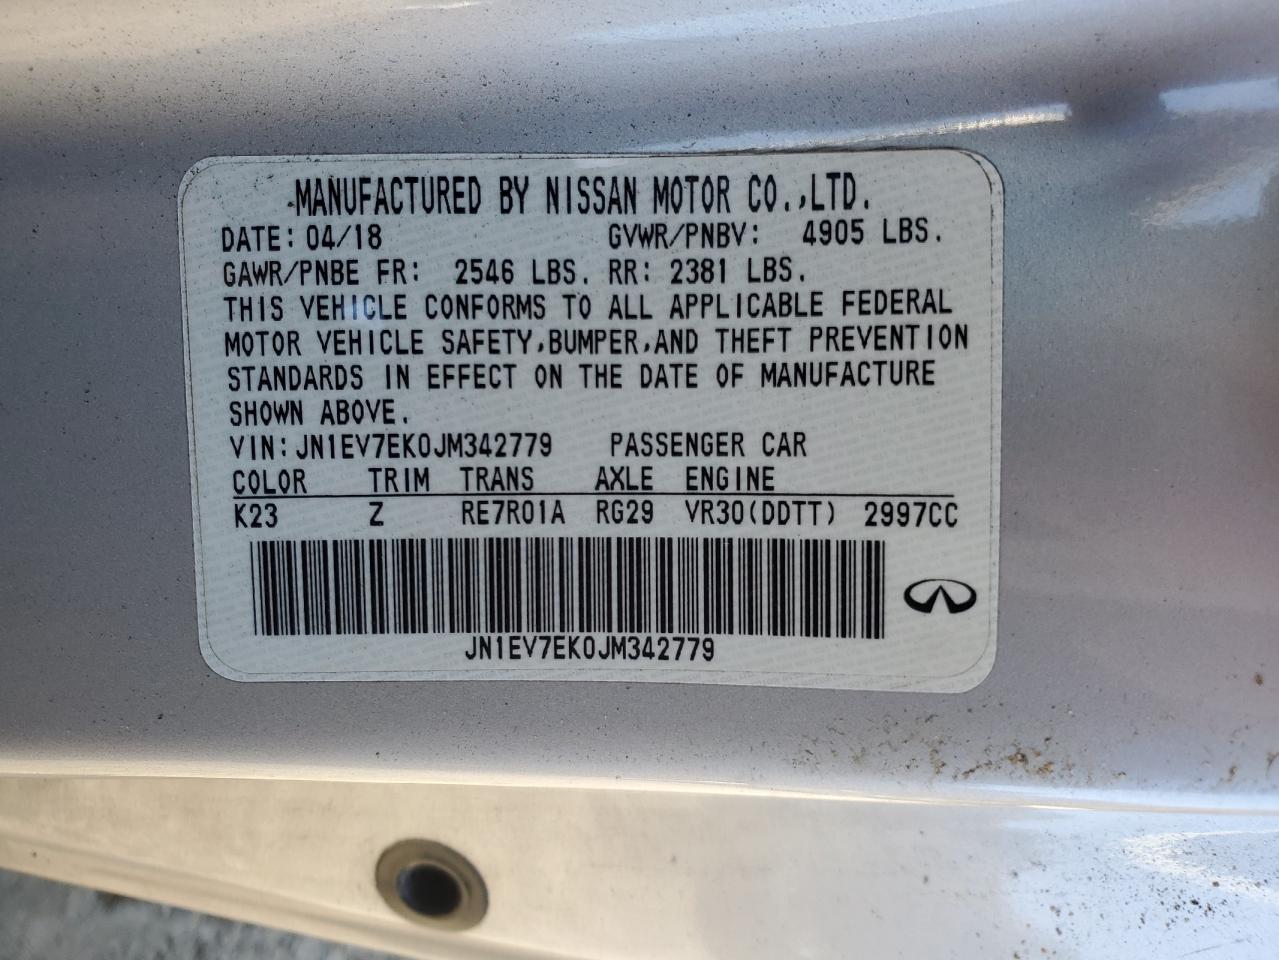 MANUFACTURED BY NISSAN MOTOR CO.,LTD.
DATE: 04/18 GVWR/PNBV: 4905 LBS.
GAWR/PNBE FR: 2546 LBS. RR: 2381 LBS.
THIS VEHICLE CONFORMS TO ALL APPLICABLE FEDERAL
MOTOR VEHICLE SAFETY,BUMPER,AND THEFT PREVENTION
STANDARDS IN EFFECT ON THE DATE OF MANUFACTURE
SHOWN ABOVE.
VIN:JN1EV7EK0JM342779 PASSENGER CAR
COLOR TRIM TRANS AXLE ENGINE
K23 Z RE7R01A RG29 VR30(DDTT) 2997CC
JN1EV7EK0JM342779